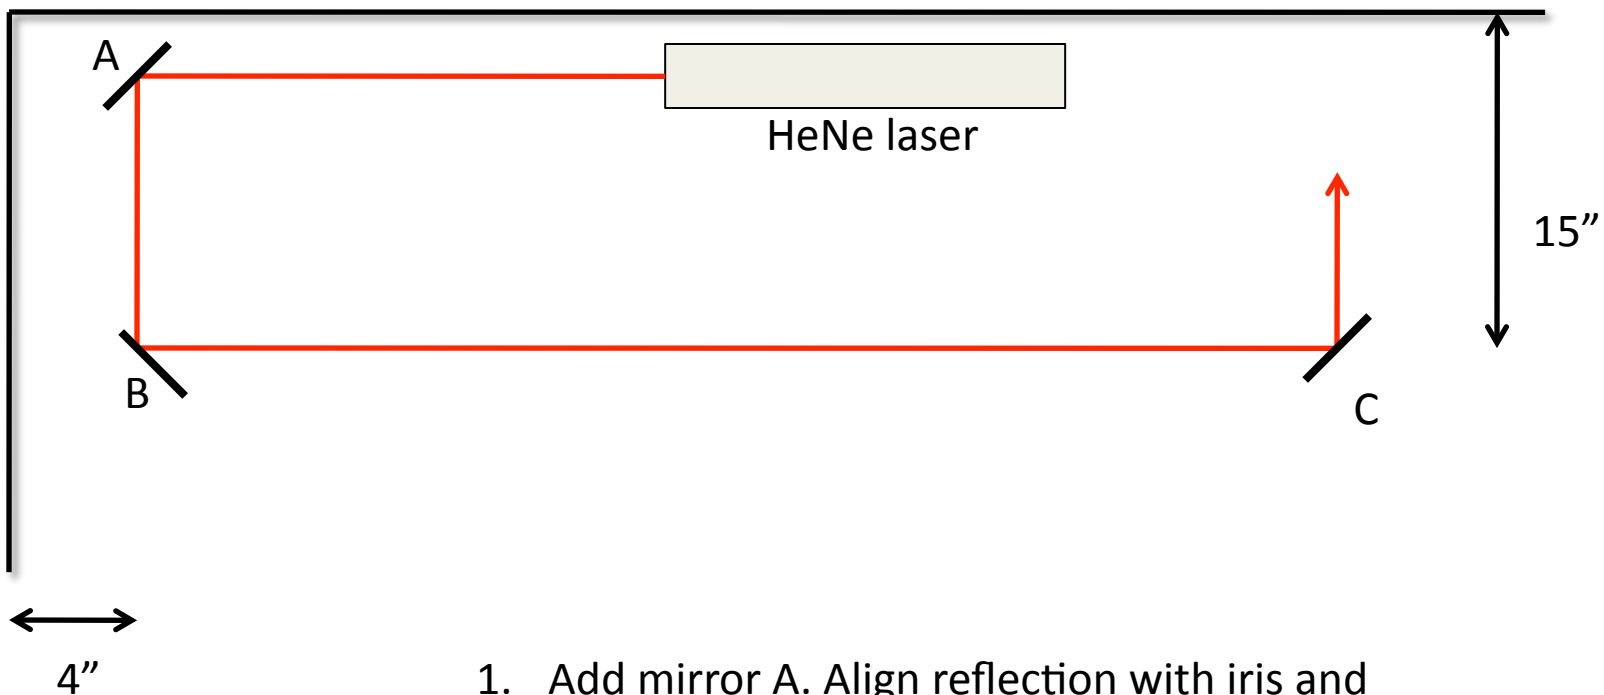 A
HeNe laser
15”
B
C
4”
1. Add mirror A. Align reflection with iris and